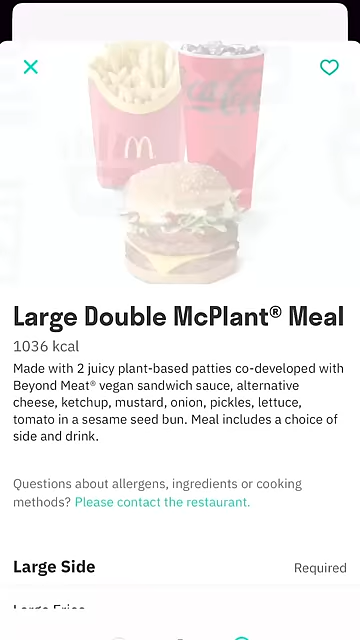 Large Double McPlant® Meal
1036 kcal
Made with 2 juicy plant-based patties co-developed with
Beyond Meat® vegan sandwich sauce, alternative
cheese, ketchup, mustard, onion, pickles, lettuce,
tomato in a sesame seed bun. Meal includes a choice of
side and drink.
Questions about allergens, ingredients or cooking
methods? Please contact the restaurant.
Large Side
Required
Large Fries